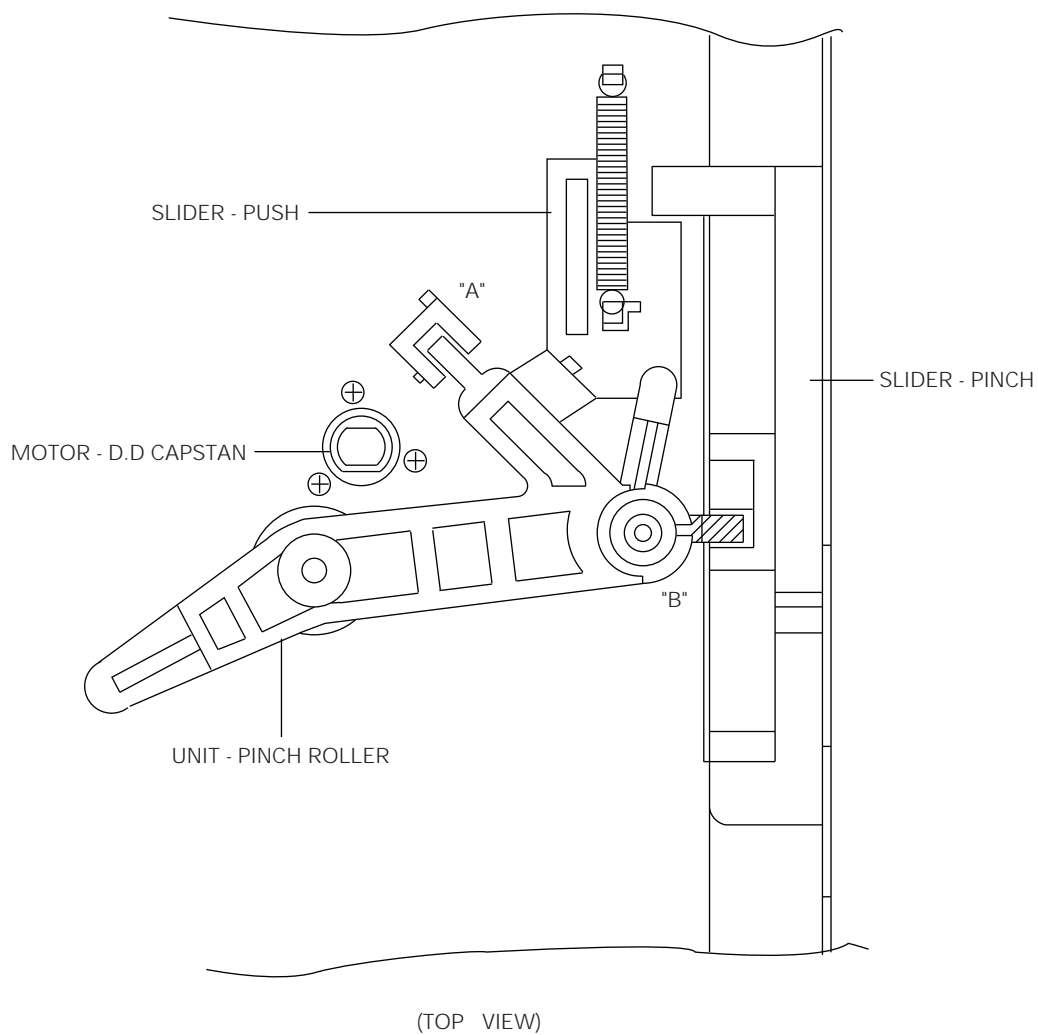 SLIDER - PUSH
"A"
SLIDER - PINCH
MOTOR - D.D CAPSTAN
"B"
UNIT - PINCH ROLLER
(TOP VIEW)